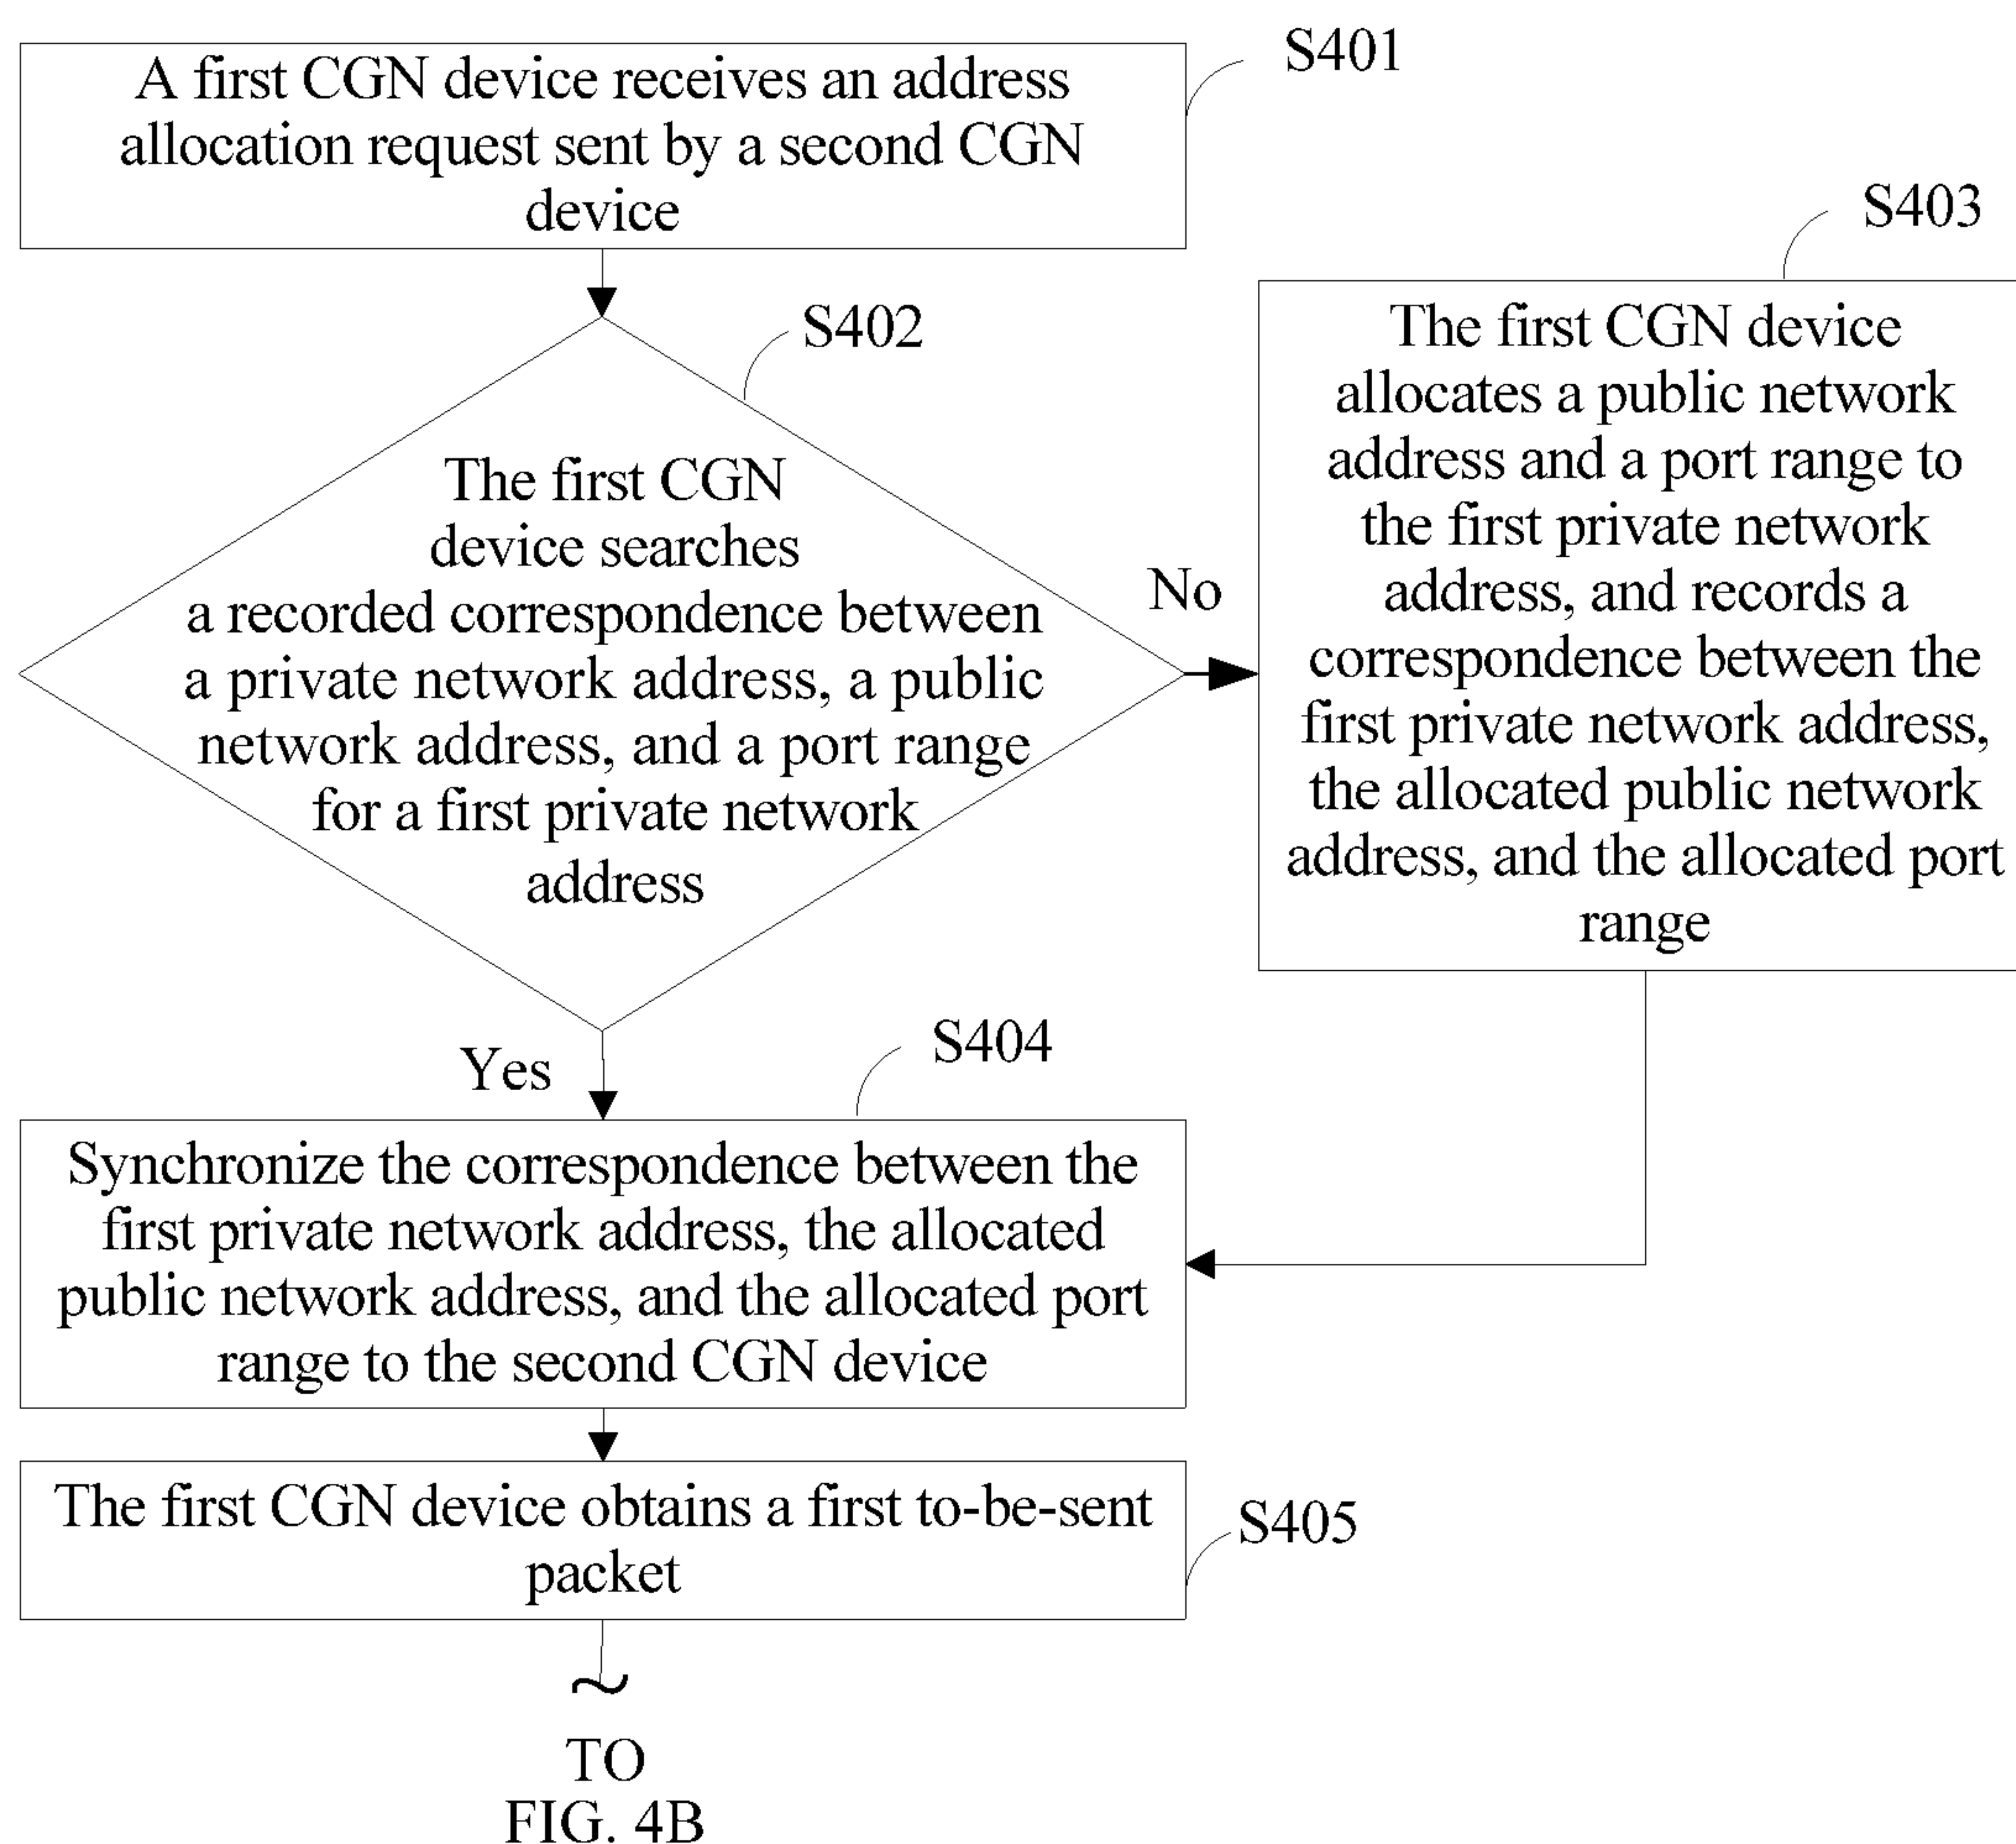 S401
A first CGN device receives an address
allocation request sent by a second CGN
device
S402
The first CGN
device searches
a recorded correspondence between
a private network address, a public
network address, and a port range
for a first private network
address
No
S403
The first CGN device
allocates a public network
address and a port range to
the first private network
address, and records a
correspondence between the
first private network address,
the allocated public network
address, and the allocated port
range
Yes
S404
Synchronize the correspondence between the
first private network address, the allocated
public network address, and the allocated port
range to the second CGN device
The first CGN device obtains a first to-be-sent
packet
S405
~
TO
FIG. 4B